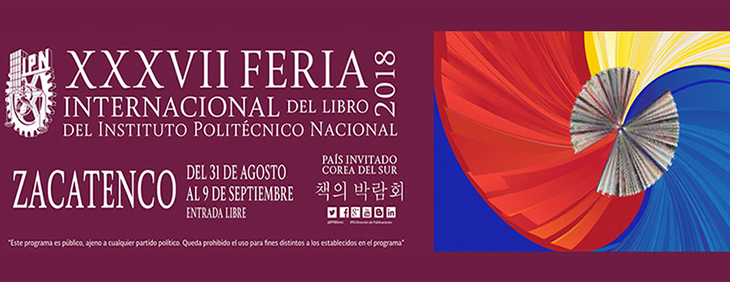 IPN
XXXVII FERIA
INTERNACIONAL DEL LIBRO
DEL INSTITUTO POLITÉCNICO NACIONAL
2018
ZACATENCO
DEL 31 DE AGOSTO
AL 9 DE SEPTIEMBRE
ENTRADA LIBRE
PAÍS INVITADO
COREA DEL SUR
책의 박람회
"Este programa es público, ajeno a cualquier partido político. Queda prohibido el uso para fines distintos a los establecidos en el programa"